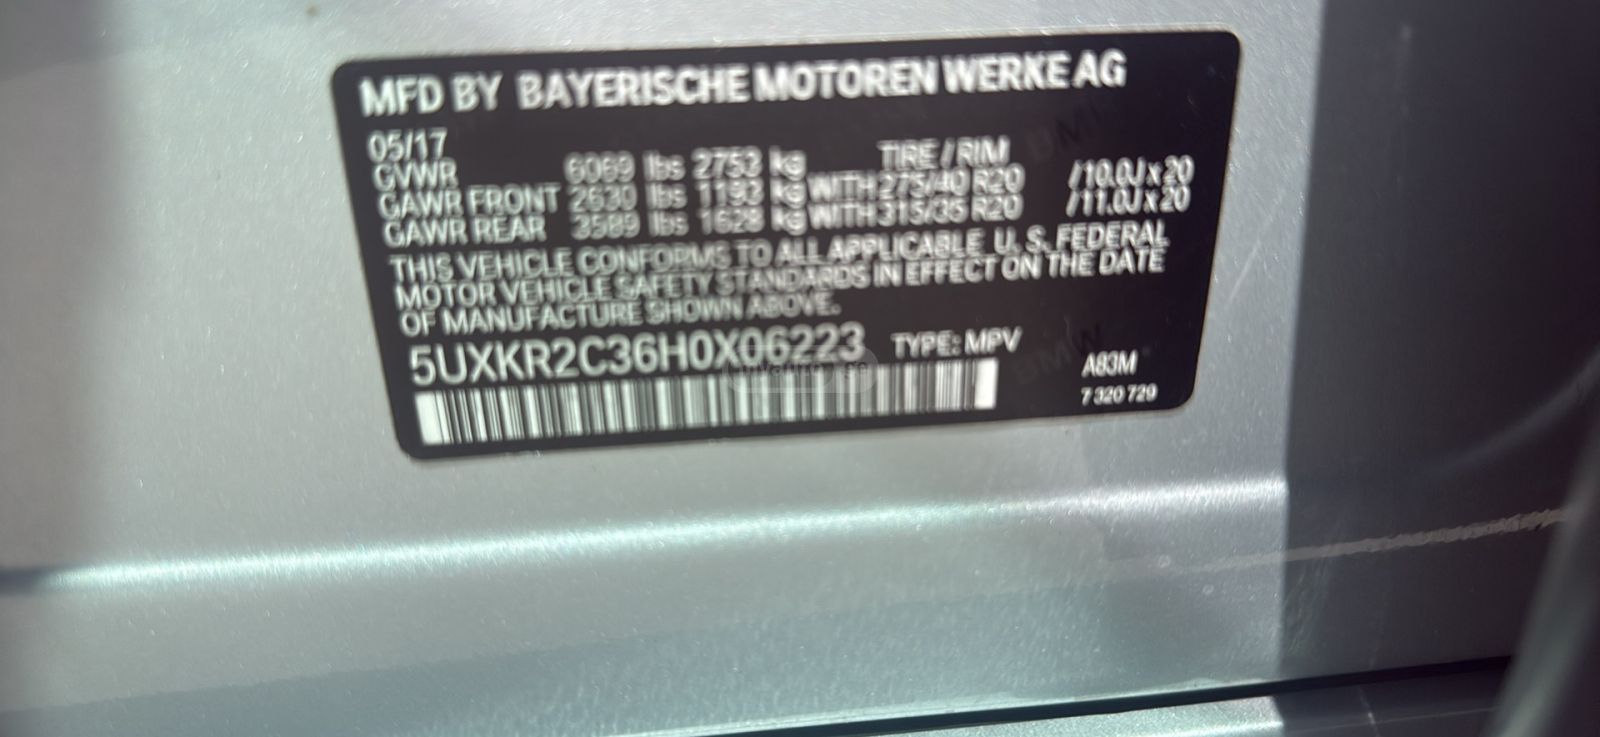 MFD BY BAYERISCHE MOTOREN WERKE AG
05/17 TIRE / RIM
GVWR 6069 lbs 2753 kg
GAWR FRONT 2630 lbs 1193 kg WITH 275/40 R20 /10.0J x 20
GAWR REAR 3589 lbs 1628 kg WITH 315/35 R20 /11.0J x 20
THIS VEHICLE CONFORMS TO ALL APPLICABLE U. S. FEDERAL
MOTOR VEHICLE SAFETY STANDARDS IN EFFECT ON THE DATE
OF MANUFACTURE SHOWN ABOVE.
5UXKR2C36H0X06223 TYPE: MPV
A83M
7 320 729